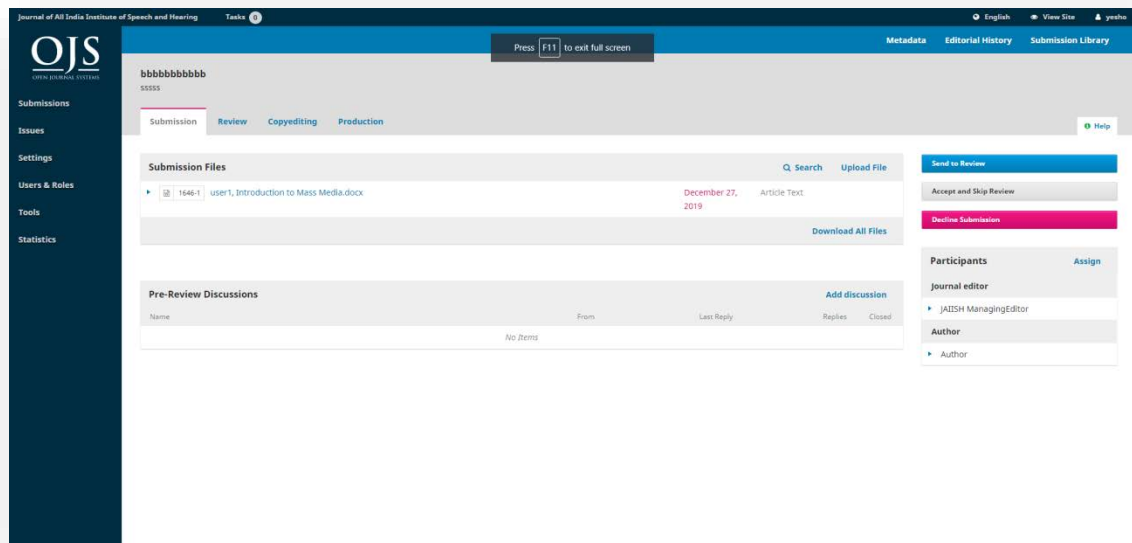 Journal of All India Institute of Speech and Hearing Tasks 0 English View Site yesho
OJS
OPEN JOURNAL SYSTEMS
Metadata Editorial History Submission Library
Press F11 to exit full screen
bbbbbbbbbbb
sssss
Submissions
Issues
Settings
Users & Roles
Tools
Statistics
Submission Review Copyediting Production
Help
Submission Files Search Upload File
1646-1 user1, Introduction to Mass Media.docx December 27, Article Text
2019
Download All Files
Pre-Review Discussions Add discussion
Name From Last Reply Replies Closed
No Items
Send to Review
Accept and Skip Review
Decline Submission
Participants Assign
Journal editor
JAIISH ManagingEditor
Author
Author